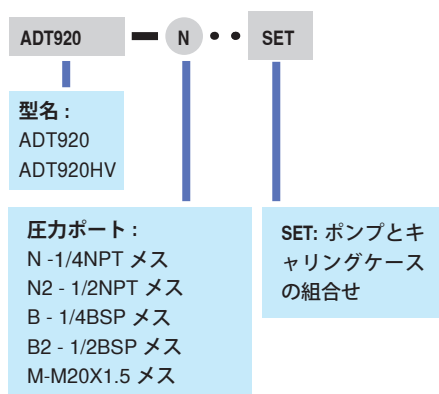 ADT920 — N • • SET
型名 :
ADT920
ADT920HV
圧力ポート :
N -1/4NPT メス
N2 - 1/2NPT メス
B - 1/4BSP メス
B2 - 1/2BSP メス
M-M20X1.5 メス
SET: ポンプとキ
ャリングケース
の組合せ